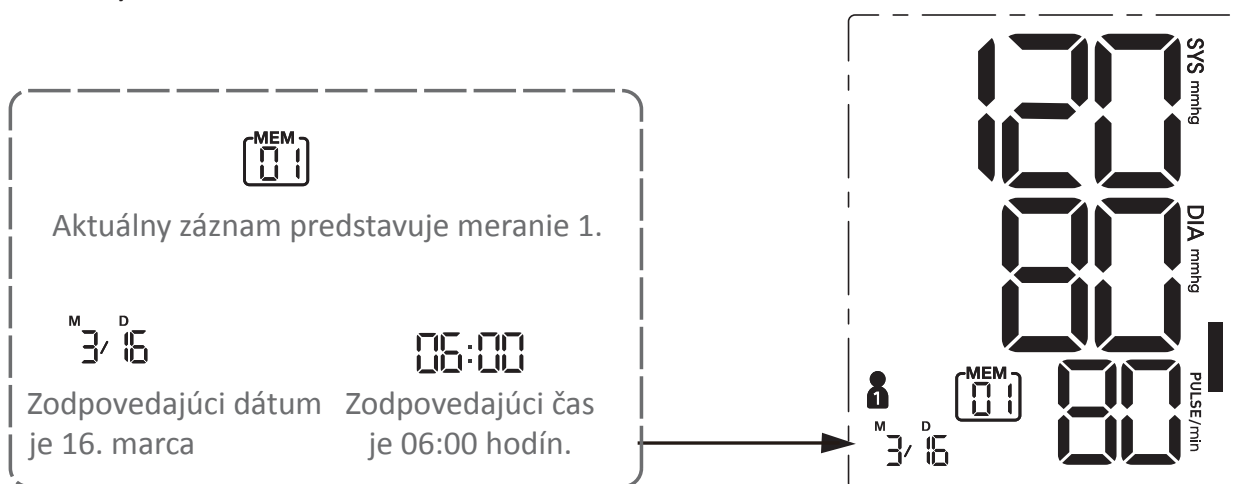 MEM
01
Aktuálny záznam predstavuje meranie 1.
M D
3/ 16
06:00
Zodpovedajúci dátum
je 16. marca
Zodpovedajúci čas
je 06:00 hodín.
120
SYS mmhg
80
DIA mmhg
1
MEM
01
80
PULSE/min
M D
3/ 16